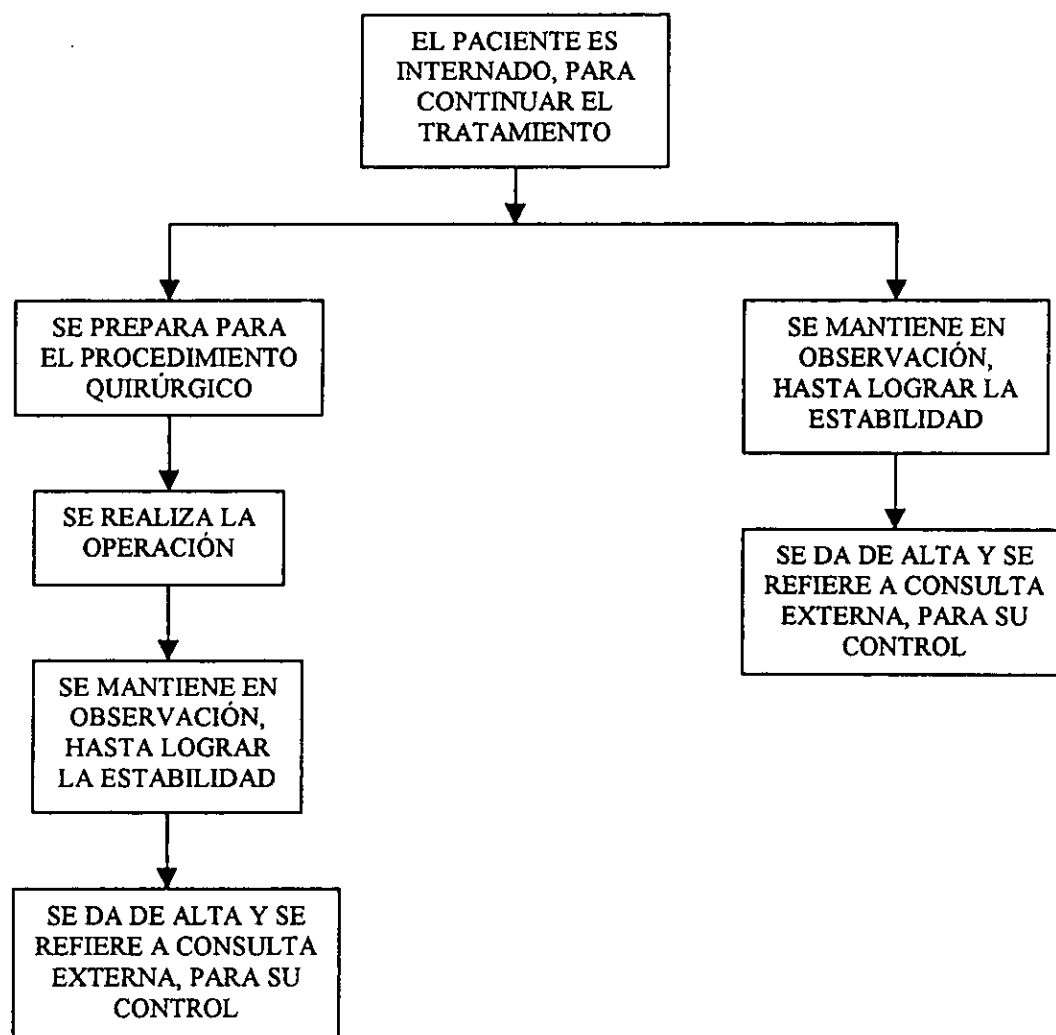 EL PACIENTE ES
INTERNADO, PARA
CONTINUAR EL
TRATAMIENTO
SE PREPARA PARA
EL PROCEDIMIENTO
QUIRÚRGICO
SE REALIZA LA
OPERACIÓN
SE MANTIENE EN
OBSERVACIÓN,
HASTA LOGRAR
LA ESTABILIDAD
SE DA DE ALTA Y SE
REFIERE A CONSULTA
EXTERNA, PARA SU
CONTROL
SE MANTIENE EN
OBSERVACIÓN,
HASTA LOGRAR LA
ESTABILIDAD
SE DA DE ALTA Y SE
REFIERE A CONSULTA
EXTERNA, PARA SU
CONTROL